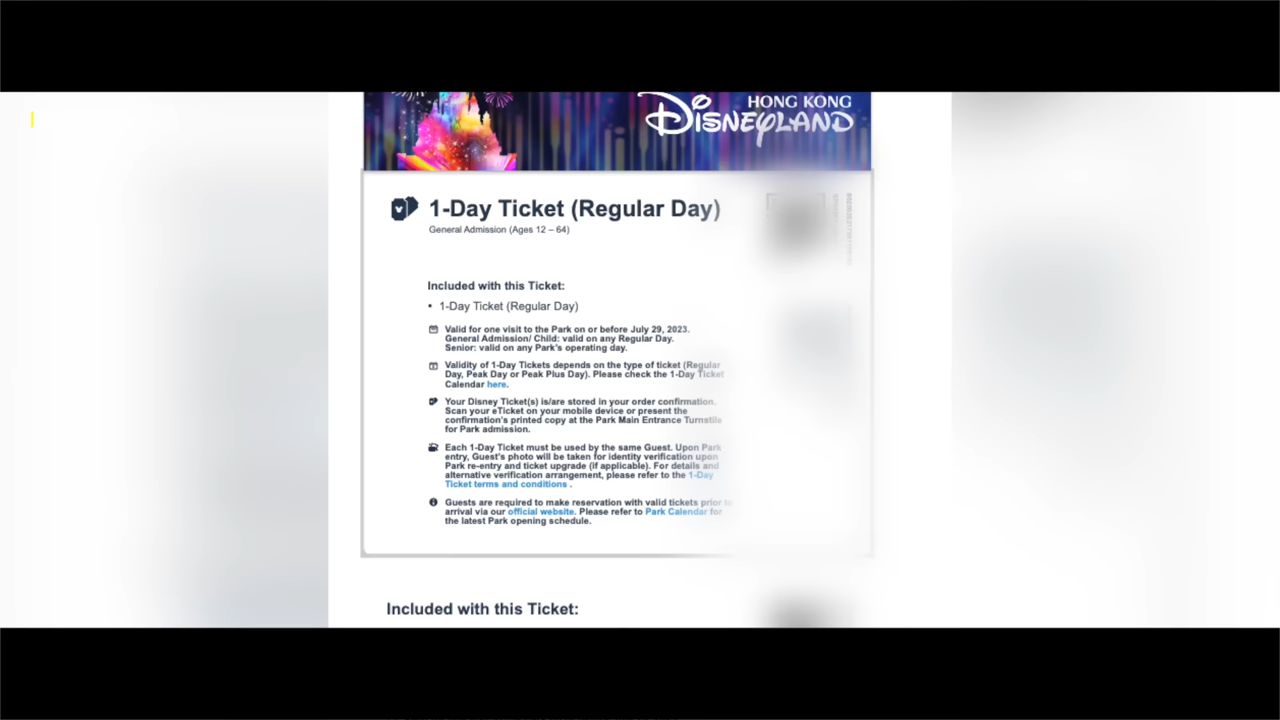 HONG KONG
DISNEYLAND
1-Day Ticket (Regular Day)
General Admission (Ages 12 – 64)
Included with this Ticket:
• 1-Day Ticket (Regular Day)
Valid for one visit to the Park on or before July 29, 2023.
General Admission/ Child: valid on any Regular Day.
Senior: valid on any Park's operating day.
Validity of 1-Day Tickets depends on the type of ticket (Regular
Day, Peak Day or Peak Plus Day). Please check the 1-Day Ticket
Calendar here.
Your Disney Ticket(s) is/are stored in your order confirmation.
Scan your eTicket on your mobile device or present the
confirmation's printed copy at the Park Main Entrance Turnstile
for Park admission.
Each 1-Day Ticket must be used by the same Guest. Upon Park
entry, Guest's photo will be taken for identity verification upon
Park re-entry and ticket upgrade (if applicable). For details and
alternative verification arrangement, please refer to the 1-Day
Ticket terms and conditions .
Guests are required to make reservation with valid tickets prior to
arrival via our official website. Please refer to Park Calendar for
the latest Park opening schedule.
Included with this Ticket: